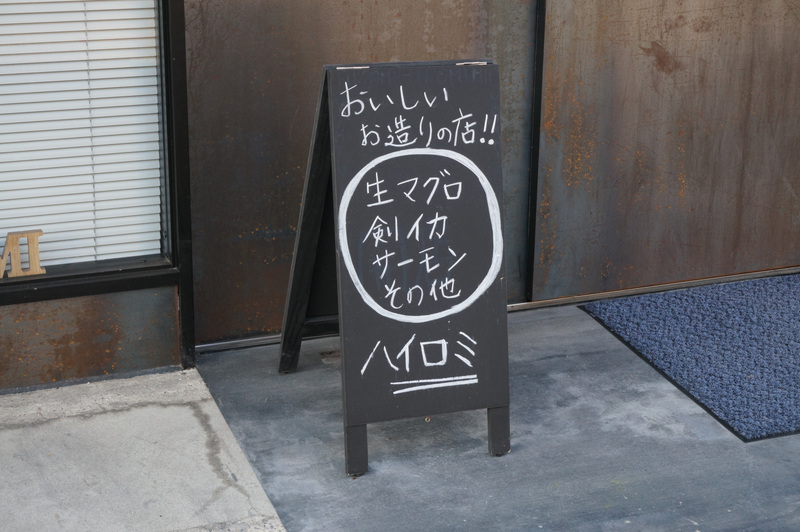 おいしい
お造りの店!!
生マグロ
剣イカ
サーモン
その他
ハイロミ
MI